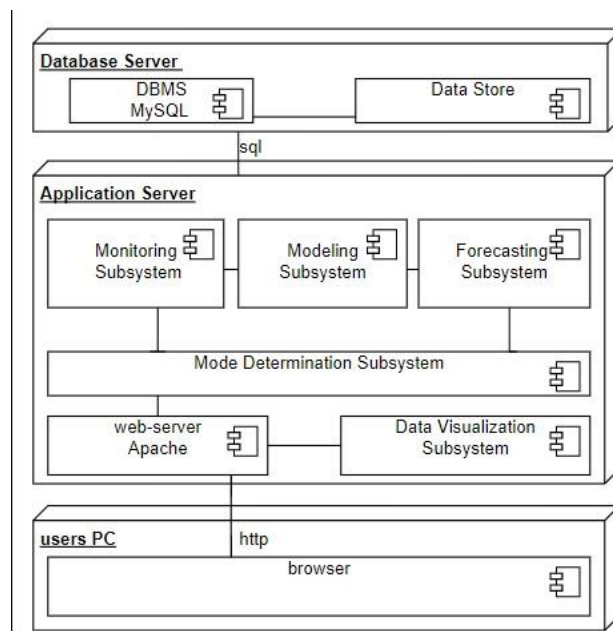 Database Server
DBMS
MySQL
Data Store
sql
Application Server
Monitoring
Subsystem
Modeling
Subsystem
Forecasting
Subsystem
Mode Determination Subsystem
web-server
Apache
Data Visualization
Subsystem
users PC
http
browser